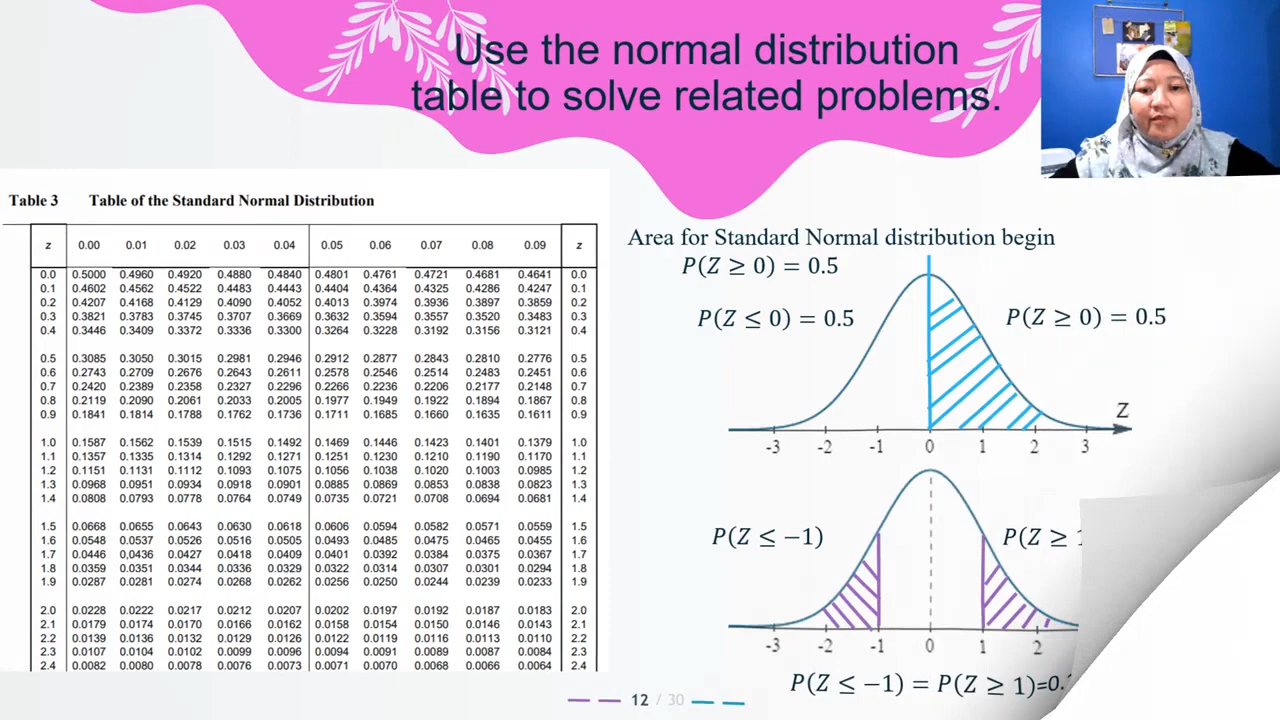 Use the normal distribution
table to solve related problems.
Table 3 Table of the Standard Normal Distribution
z 0.00 0.01 0.02 0.03 0.04 0.05 0.06 0.07 0.08 0.09 z
0.0 0.5000 0.4960 0.4920 0.4880 0.4840 0.4801 0.4761 0.4721 0.4681 0.4641 0.0
0.1 0.4602 0.4562 0.4522 0.4483 0.4443 0.4404 0.4364 0.4325 0.4286 0.4247 0.1
0.2 0.4207 0.4168 0.4129 0.4090 0.4052 0.4013 0.3974 0.3936 0.3897 0.3859 0.2
0.3 0.3821 0.3783 0.3745 0.3707 0.3669 0.3632 0.3594 0.3557 0.3520 0.3483 0.3
0.4 0.3446 0.3409 0.3372 0.3336 0.3300 0.3264 0.3228 0.3192 0.3156 0.3121 0.4
0.5 0.3085 0.3050 0.3015 0.2981 0.2946 0.2912 0.2877 0.2843 0.2810 0.2776 0.5
0.6 0.2743 0.2709 0.2676 0.2643 0.2611 0.2578 0.2546 0.2514 0.2483 0.2451 0.6
0.7 0.2420 0.2389 0.2358 0.2327 0.2296 0.2266 0.2236 0.2206 0.2177 0.2148 0.7
0.8 0.2119 0.2090 0.2061 0.2033 0.2005 0.1977 0.1949 0.1922 0.1894 0.1867 0.8
0.9 0.1841 0.1814 0.1788 0.1762 0.1736 0.1711 0.1685 0.1660 0.1635 0.1611 0.9
1.0 0.1587 0.1562 0.1539 0.1515 0.1492 0.1469 0.1446 0.1423 0.1401 0.1379 1.0
1.1 0.1357 0.1335 0.1314 0.1292 0.1271 0.1251 0.1230 0.1210 0.1190 0.1170 1.1
1.2 0.1151 0.1131 0.1112 0.1093 0.1075 0.1056 0.1038 0.1020 0.1003 0.0985 1.2
1.3 0.0968 0.0951 0.0934 0.0918 0.0901 0.0885 0.0869 0.0853 0.0838 0.0823 1.3
1.4 0.0808 0.0793 0.0778 0.0764 0.0749 0.0735 0.0721 0.0708 0.0694 0.0681 1.4
1.5 0.0668 0.0655 0.0643 0.0630 0.0618 0.0606 0.0594 0.0582 0.0571 0.0559 1.5
1.6 0.0548 0.0537 0.0526 0.0516 0.0505 0.0493 0.0485 0.0475 0.0465 0.0455 1.6
1.7 0.0446 0,0436 0.0427 0.0418 0.0409 0.0401 0.0392 0.0384 0.0375 0.0367 1.7
1.8 0.0359 0.0351 0.0344 0.0336 0.0329 0.0322 0.0314 0.0307 0.0301 0.0294 1.8
1.9 0.0287 0.0281 0.0274 0.0268 0.0262 0.0256 0.0250 0.0244 0.0239 0.0233 1.9
2.0 0.0228 0.0222 0.0217 0.0212 0.0207 0.0202 0.0197 0.0192 0.0187 0.0183 2.0
2.1 0.0179 0.0174 0.0170 0.0166 0.0162 0.0158 0.0154 0.0150 0.0146 0.0143 2.1
2.2 0.0139 0.0136 0.0132 0.0129 0.0126 0.0122 0.0119 0.0116 0.0113 0.0110 2.2
2.3 0.0107 0.0104 0.0102 0.0099 0.0096 0.0094 0.0091 0.0089 0.0087 0.0084 2.3
2.4 0.0082 0.0080 0.0078 0.0076 0.0073 0.0071 0.0070 0.0068 0.0066 0.0064 2.4
Area for Standard Normal distribution begin
P(Z ≥ 0) = 0.5
P(Z ≤ 0) = 0.5 P(Z ≥ 0) = 0.5
Z
-3 -2 -1 0 1 2 3
P(Z ≤ −1) P(Z ≥ 1
-3 -2 -1 0 1 2
P(Z ≤ −1) = P(Z ≥ 1)=0.
12 / 30